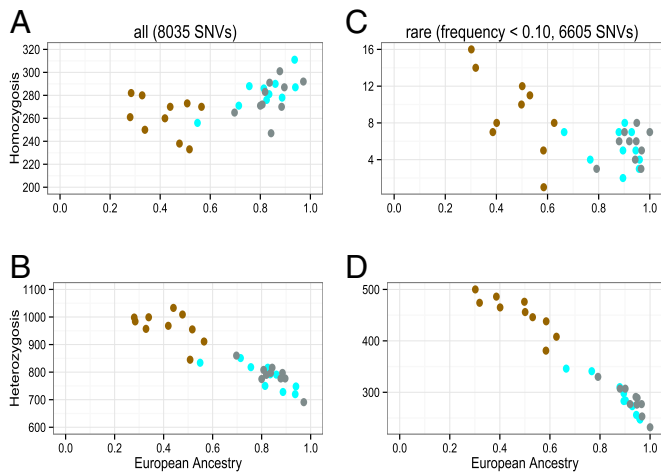 A
all (8035 SNVs)
C
rare (frequency < 0.10, 6605 SNVs)
Homozygosis
320
300
280
260
240
220
200
0.0 0.2 0.4 0.6 0.8 1.0
16
12
8
4
0.0 0.2 0.4 0.6 0.8 1.0
B
D
Heterozygosis
1100
1000
900
800
700
600
0.0 0.2 0.4 0.6 0.8 1.0
European Ancestry
500
400
300
0.0 0.2 0.4 0.6 0.8 1.0
European Ancestry